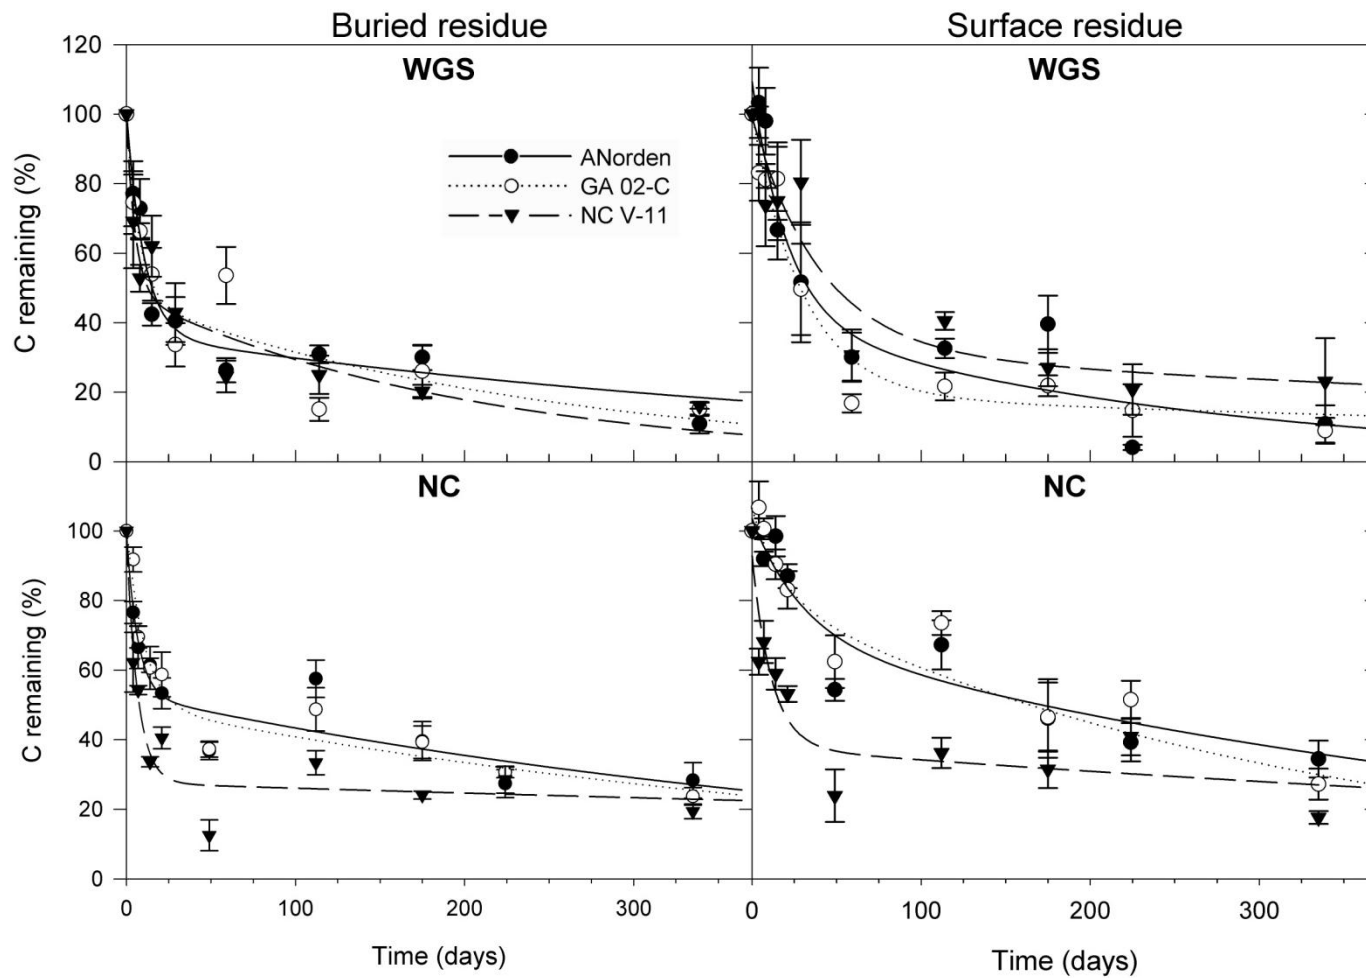 Buried residue
Surface residue
WGS
WGS
120
100
80
60
40
20
0
C remaining (%)
ANorden
GA 02-C
NC V-11
NC
NC
100
80
60
40
20
0
C remaining (%)
0
100
200
300
0
100
200
300
Time (days)
Time (days)